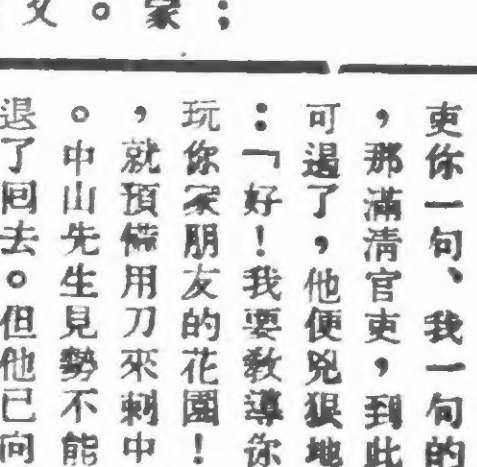 ；
家
。
父
吏你一句、我一句的
，那滿清官吏，到此
可遏了，他便兇狠地
：「好！我要教導你
玩你家朋友的花園！
，就預備用刀來刺中
。中山先生見勢不能
退了回去。但他已向